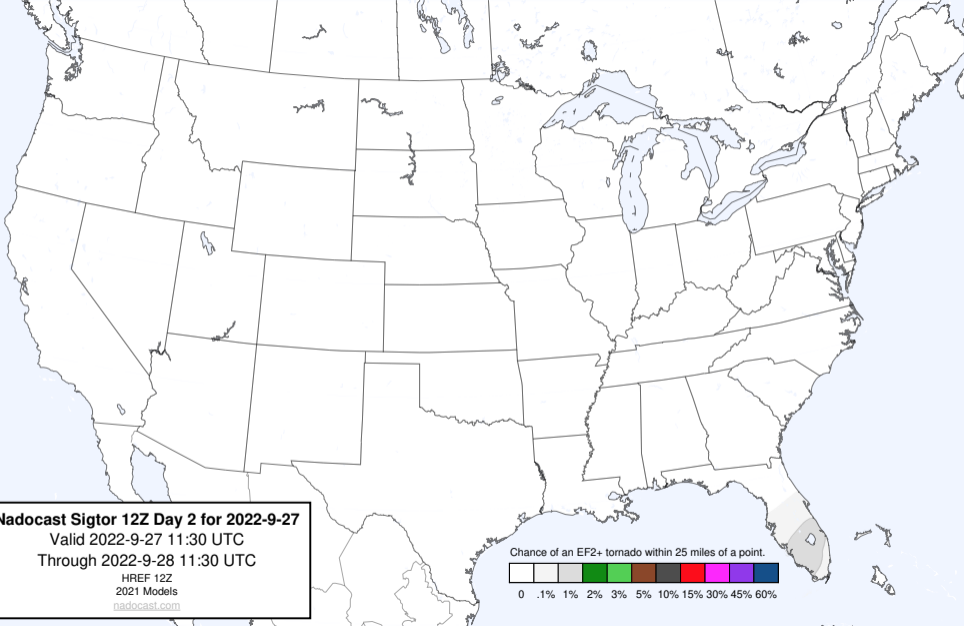 Nadocast Sigtor 12Z Day 2 for 2022-9-27
Valid 2022-9-27 11:30 UTC
Through 2022-9-28 11:30 UTC
HREF 12Z
2021 Models
nadocast.com
Chance of an EF2+ tornado within 25 miles of a point.
0 .1% 1% 2% 3% 5% 10% 15% 30% 45% 60%